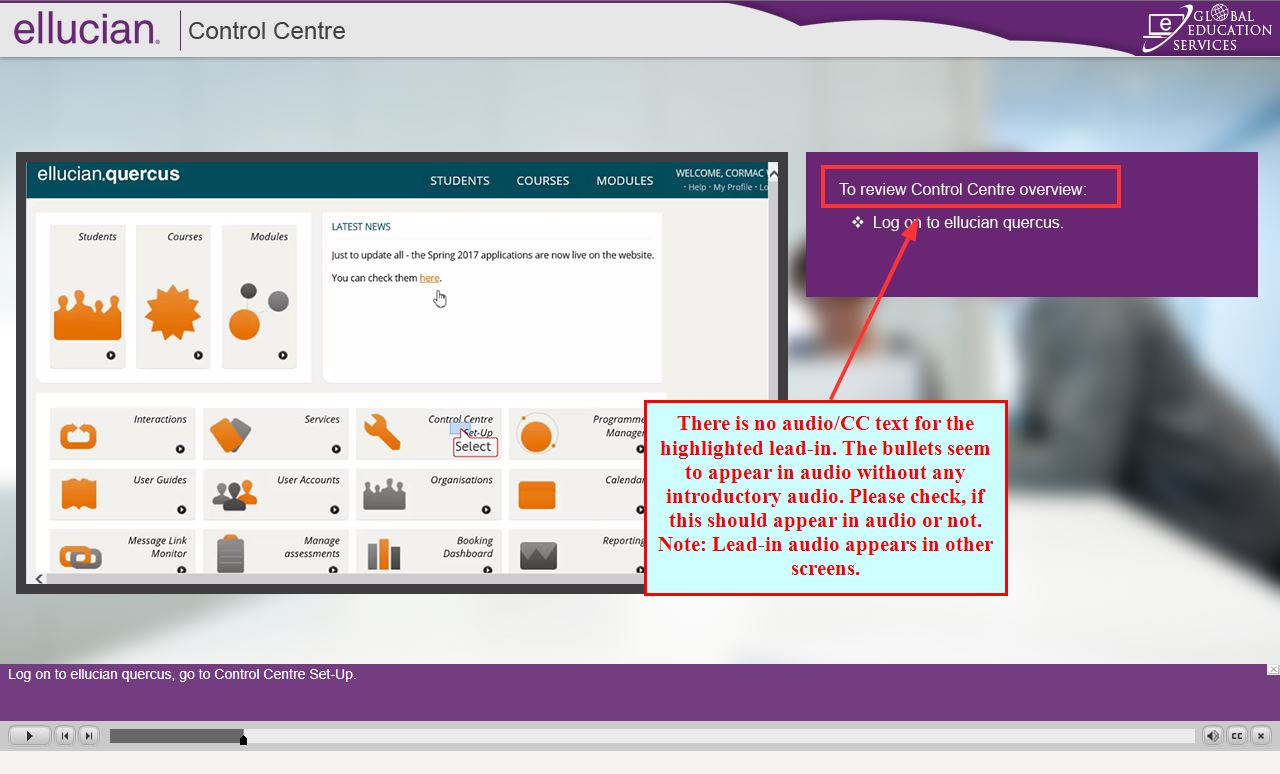 ellucian.
Control Centre
e GLOBAL
EDUCATION
SERVICES
ellucian.quercus
STUDENTS
COURSES
MODULES
WELCOME, CORMAC
· Help · My Profile · Lo
Students
Courses
Modules
LATEST NEWS
Just to update all - the Spring 2017 applications are now live on the website.
You can check them here.
Interactions
Services
Control Centre
Set-Up
Select
Programme
Manager
User Guides
User Accounts
Organisations
Calendar
Message Link
Monitor
Manage
assessments
Booking
Dashboard
Reporting
To review Control Centre overview:
❖ Log on to ellucian quercus.
There is no audio/CC text for the
highlighted lead-in. The bullets seem
to appear in audio without any
introductory audio. Please check, if
this should appear in audio or not.
Note: Lead-in audio appears in other
screens.
Log on to ellucian quercus, go to Control Centre Set-Up.
CC